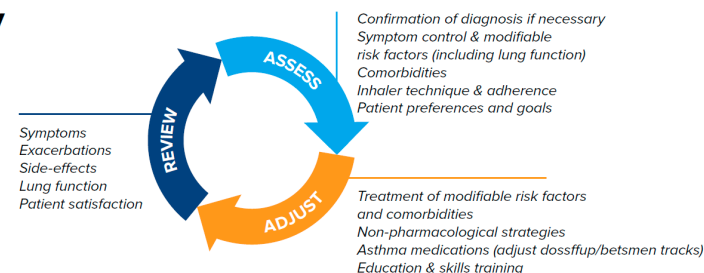 ASSESS
Confirmation of diagnosis if necessary
Symptom control & modifiable
risk factors (including lung function)
Comorbidities
Inhaler technique & adherence
Patient preferences and goals
REVIEW
Symptoms
Exacerbations
Side-effects
Lung function
Patient satisfaction
ADJUST
Treatment of modifiable risk factors
and comorbidities
Non-pharmacological strategies
Asthma medications (adjust dossffup/betsmen tracks)
Education & skills training